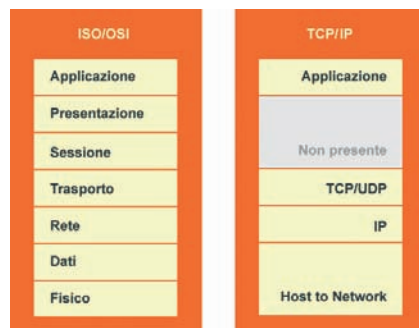 ISO/OSI
Applicazione
Presentazione
Sessione
Trasporto
Rete
Dati
Fisico
TCP/IP
Applicazione
Non presente
TCP/UDP
IP
Host to Network